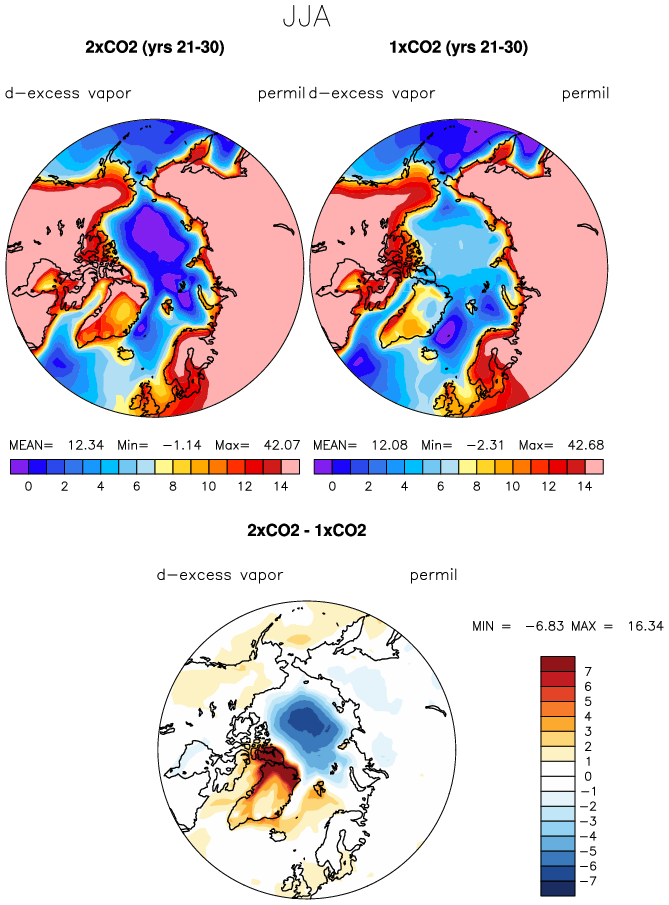 JJA
2xCO2 (yrs 21-30) 1xCO2 (yrs 21-30)
d-excess vapor permil d-excess vapor permil
MEAN= 12.34 Min= -1.14 Max= 42.07 MEAN= 12.08 Min= -2.31 Max= 42.68
0 2 4 6 8 10 12 14 0 2 4 6 8 10 12 14
2xCO2 - 1xCO2
d-excess vapor permil
MIN = -6.83 MAX = 16.34
7
6
5
4
3
2
1
0
-1
-2
-3
-4
-5
-6
-7